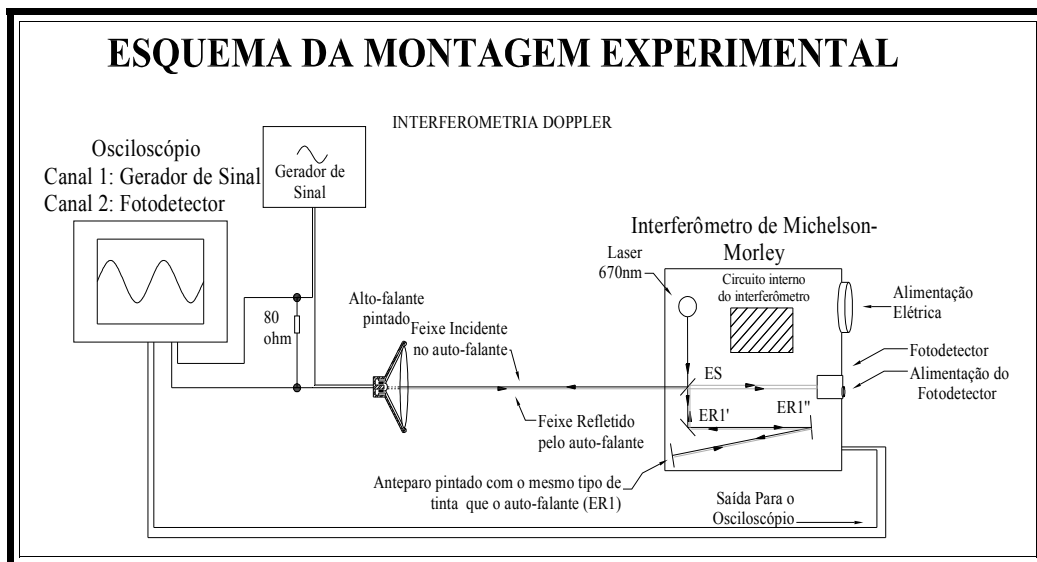 ESQUEMA DA MONTAGEM EXPERIMENTAL
INTERFEROMETRIA DOPPLER
Osciloscópio
Canal 1: Gerador de Sinal
Canal 2: Fotodetector
Gerador de
Sinal
Interferômetro de Michelson-
Morley
Laser
670nm
Circuito interno
do interferômetro
Alimentação
Elétrica
80
ohm
Alto-falante
pintado
Feixe Incidente
no auto-falante
Fotodetector
Alimentação do
Fotodetector
ES
ER1'
ER1"
Feixe Refletido
pelo auto-falante
Anteparo pintado com o mesmo tipo de
tinta que o auto-falante (ER1)
Saída Para o
Osciloscópio